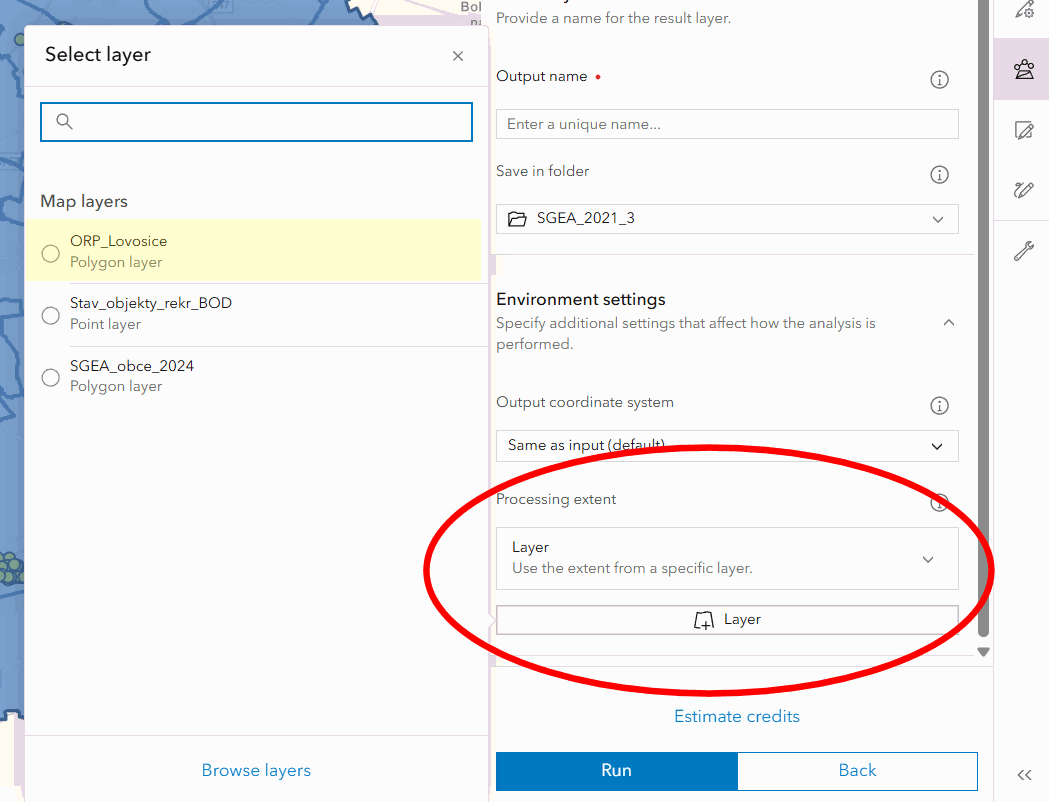 Select layer
Map layers
ORP_Lovosice
Polygon layer
Stav_objekty_rekr_BOD
Point layer
SGEA_obce_2024
Polygon layer
Browse layers
Provide a name for the result layer.
Output name •
Enter a unique name...
Save in folder
SGEA_2021_3
Environment settings
Specify additional settings that affect how the analysis is
performed.
Output coordinate system
Same as input (default)
Processing extent
Layer
Use the extent from a specific layer.
Layer
Estimate credits
Run
Back